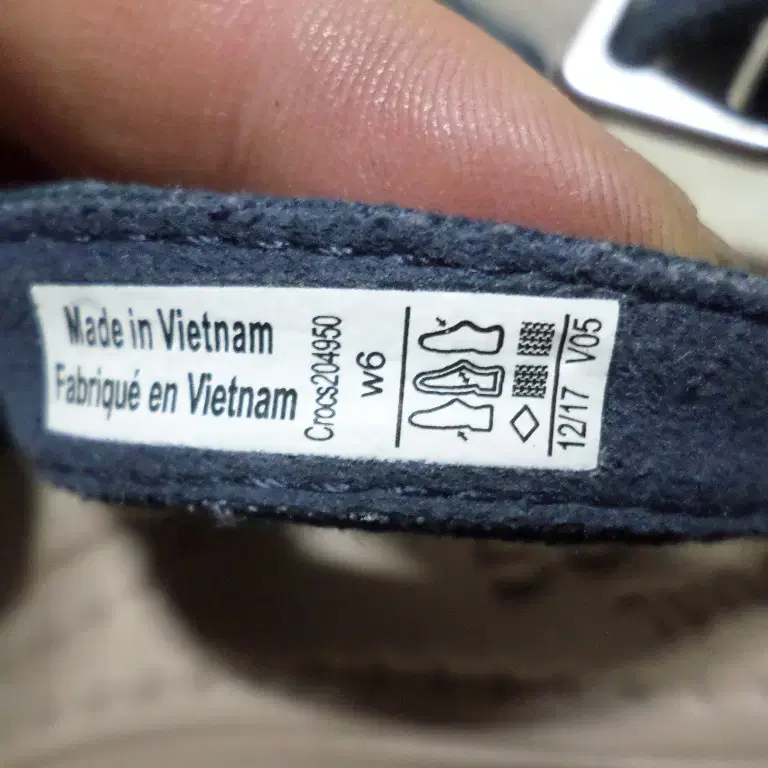 Made in Vietnam
Fabriqué en Vietnam
Crocs204950
w6
12/17 V05